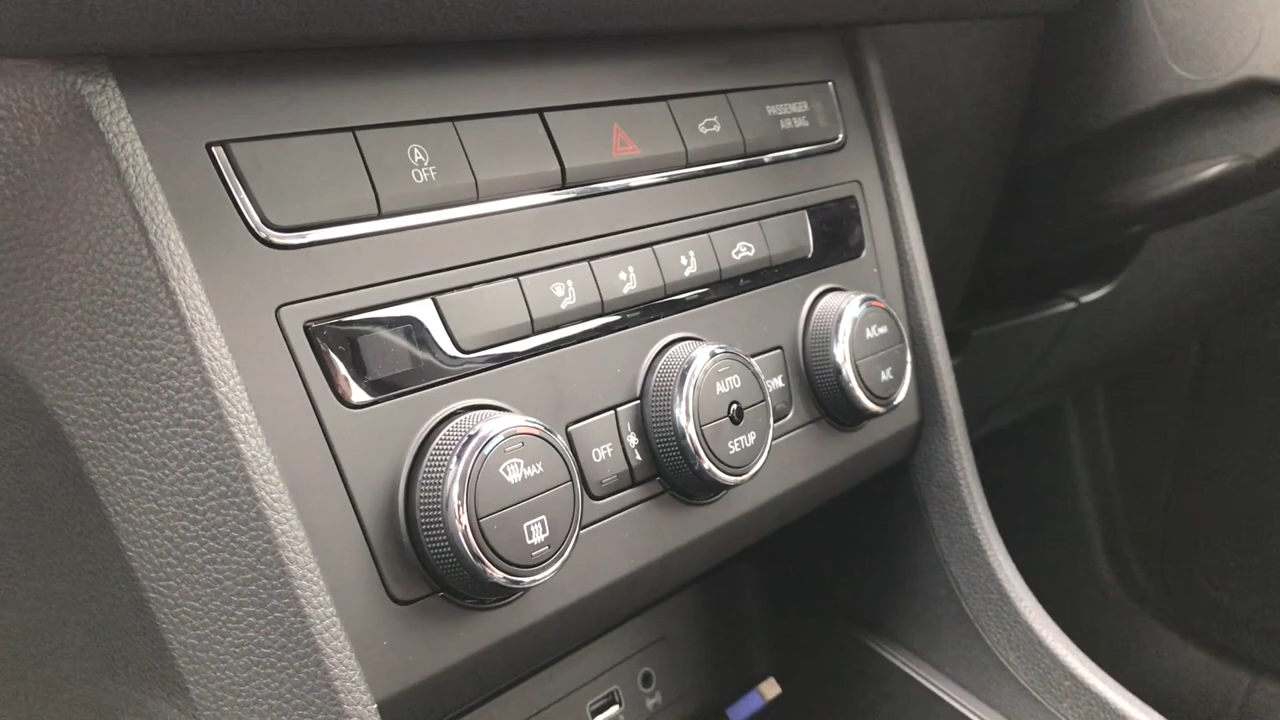 A
OFF
PASSENGER
AIR BAG
MAX
OFF
AUTO
SETUP
SYNC
A/C MAX
A/C